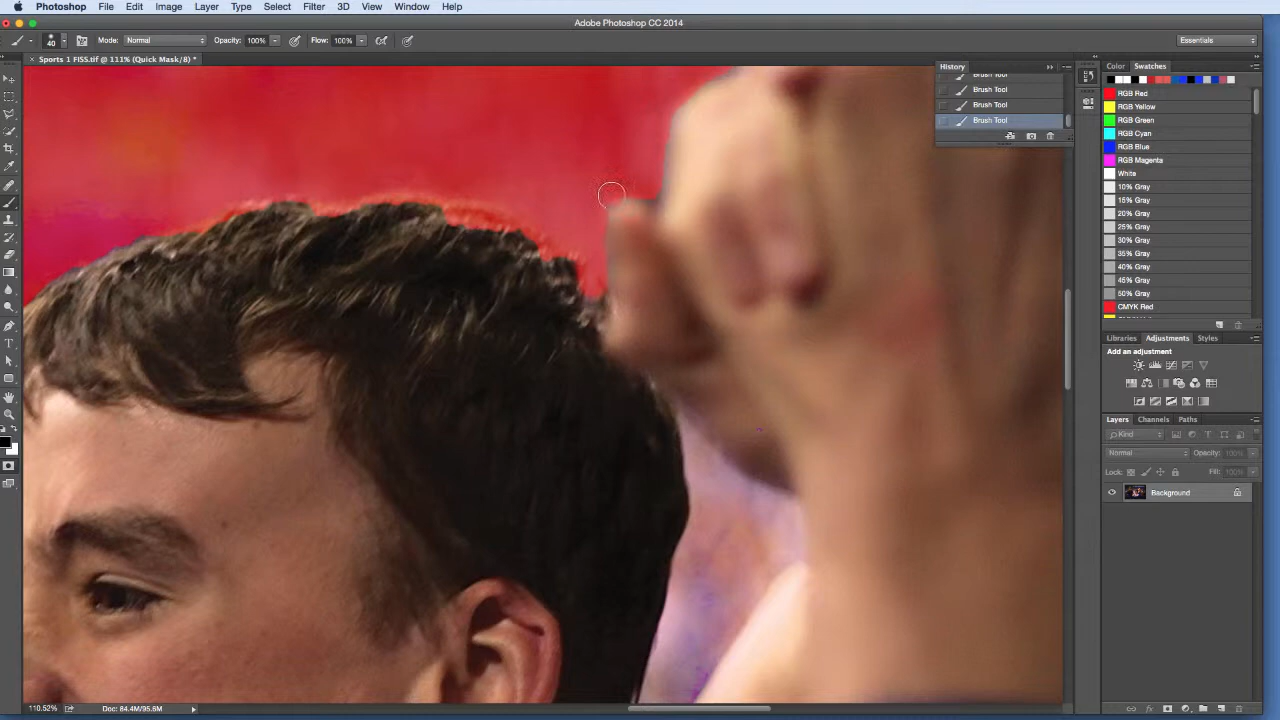 Photoshop File Edit Image Layer Type Select Filter 3D View Window Help
Adobe Photoshop CC 2014
40 Mode: Normal Opacity: 100% Flow: 100% Essentials
× Sports 1 FISS.tif @ 111% (Quick Mask/8) *
History
Brush Tool
Brush Tool
Brush Tool
Brush Tool
Color Swatches
RGB Red
RGB Yellow
RGB Green
RGB Cyan
RGB Blue
RGB Magenta
White
10% Gray
15% Gray
20% Gray
25% Gray
30% Gray
35% Gray
40% Gray
45% Gray
50% Gray
CMYK Red
Libraries Adjustments Styles
Add an adjustment
Layers Channels Paths
Kind
Normal Opacity: 100%
Lock: Fill: 100%
Background
110.52% Doc: 84.4M/95.6M